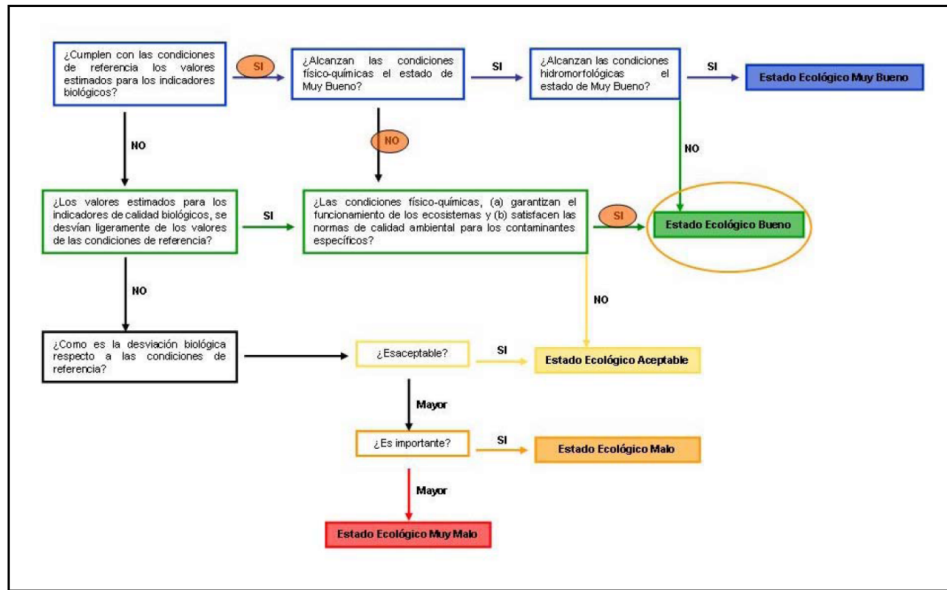 ¿Cumplen con las condiciones
de referencia los valores
estimados para los indicadores
biológicos?
SI
¿Alcanzan las condiciones
físico-químicas el estado de
Muy Bueno?
SI
¿Alcanzan las condiciones
hidromorfológicas el
estado de Muy Bueno?
SI
Estado Ecológico Muy Bueno
NO
NO
NO
¿Los valores estimados para los
indicadores de calidad biológicos, se
desvían ligeramente de los valores
de las condiciones de referencia?
SI
¿Las condiciones físico-químicas, (a) garantizan el
funcionamiento de los ecosistemas y (b) satisfacen las
normas de calidad ambiental para los contaminantes
específicos?
SI
Estado Ecológico Bueno
NO
NO
¿Como es la desviación biológica
respecto a las condiciones de
referencia?
¿Esaceptable?
SI
Estado Ecológico Aceptable
Mayor
¿Es importante?
SI
Estado Ecológico Malo
Mayor
Estado Ecológico Muy Malo